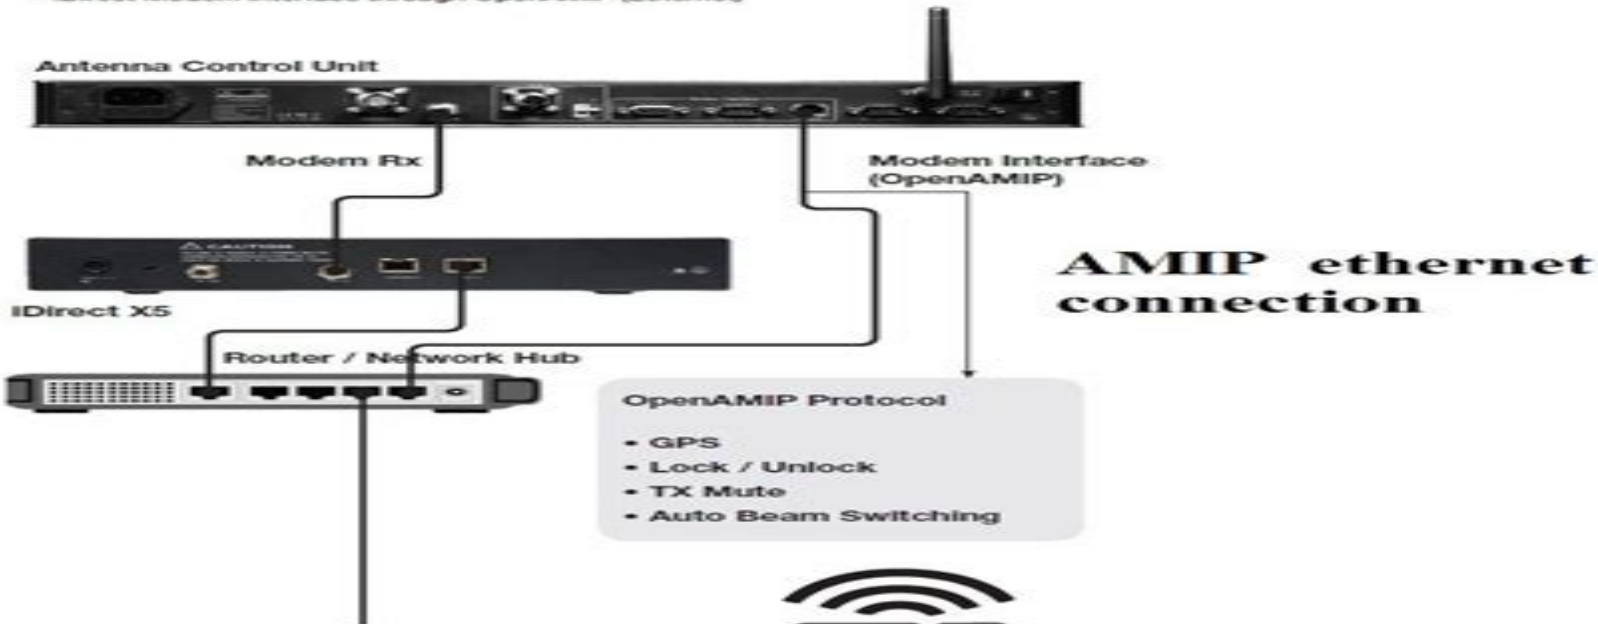 Antenna Control Unit
Modem Rx
Modem Interface
(OpenAMIP)
CAUTION
AMIP ethernet
connection
iDirect X5
Router / Network Hub
OpenAMIP Protocol
• GPS
• Lock / Unlock
• TX Mute
• Auto Beam Switching